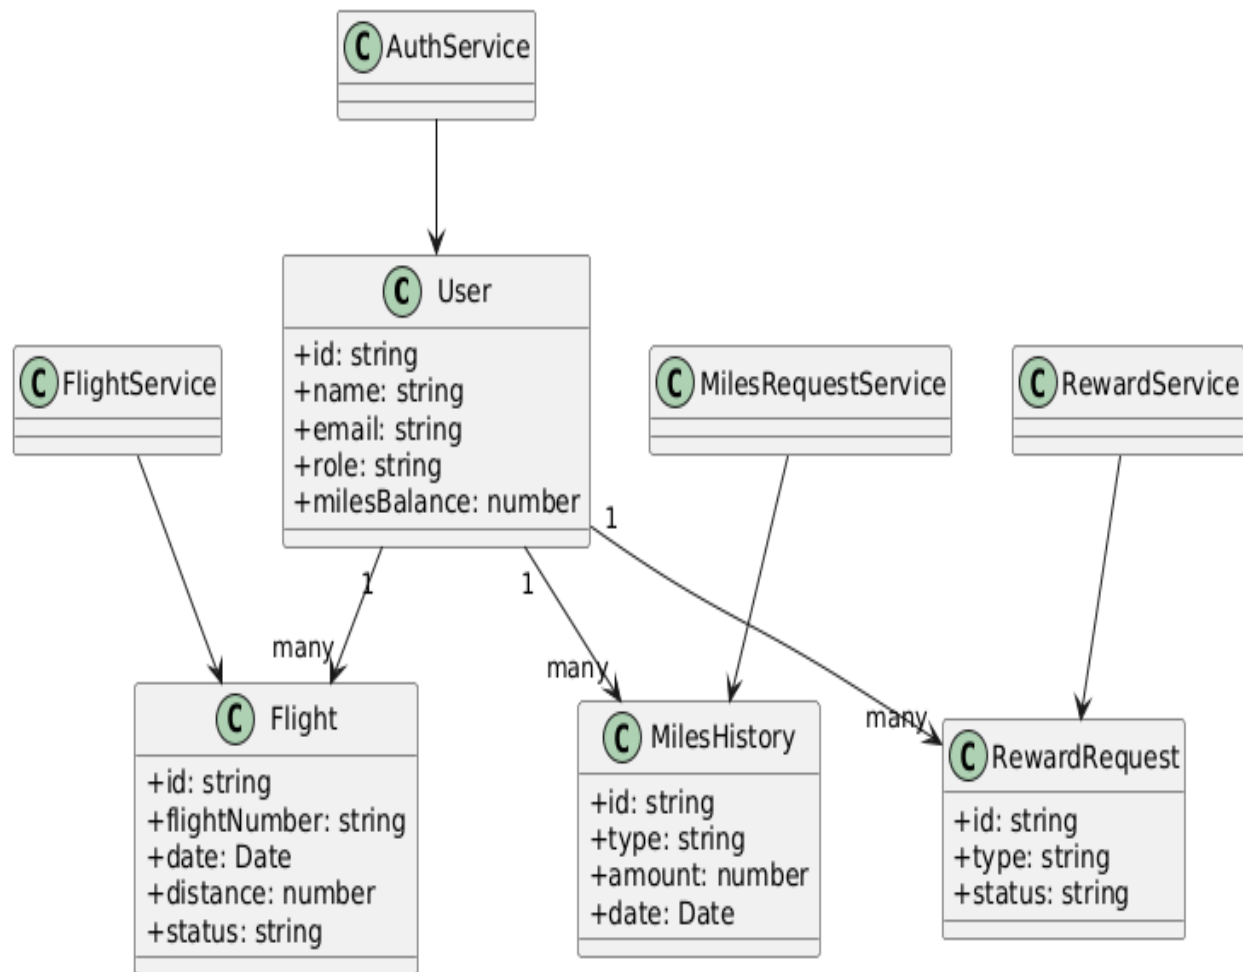 C AuthService
C User
+id: string
+name: string
+email: string
+role: string
+milesBalance: number
C FlightService
C MilesRequestService
C RewardService
1
1
1
many
many
many
C Flight
+id: string
+flightNumber: string
+date: Date
+distance: number
+status: string
C MilesHistory
+id: string
+type: string
+amount: number
+date: Date
C RewardRequest
+id: string
+type: string
+status: string